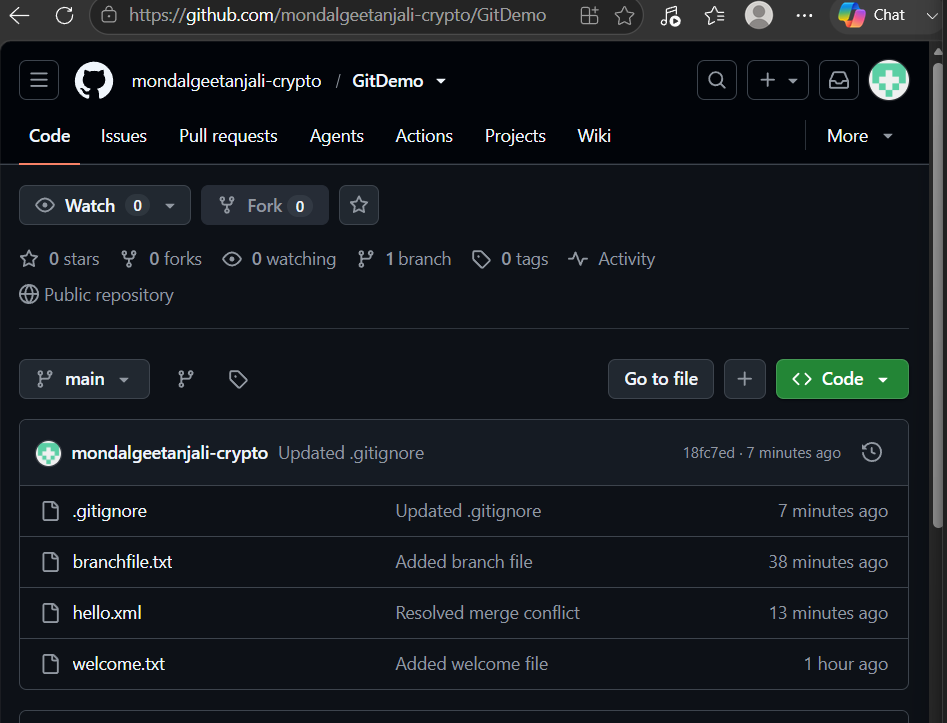 https://github.com/mondalgeetanjali-crypto/GitDemo
Chat
mondalgeetanjali-crypto / GitDemo
Code Issues Pull requests Agents Actions Projects Wiki More
Watch 0 Fork 0
0 stars 0 forks 0 watching 1 branch 0 tags Activity
Public repository
main Go to file + <> Code
mondalgeetanjali-crypto Updated .gitignore 18fc7ed · 7 minutes ago
.gitignore Updated .gitignore 7 minutes ago
branchfile.txt Added branch file 38 minutes ago
hello.xml Resolved merge conflict 13 minutes ago
welcome.txt Added welcome file 1 hour ago